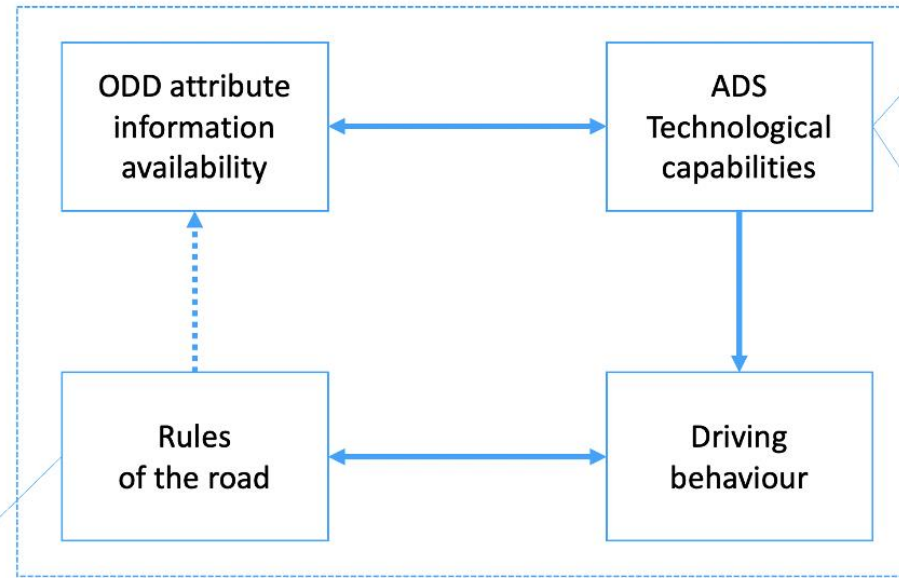 ODD attribute
information
availability
ADS
Technological
capabilities
Rules
of the road
Driving
behaviour